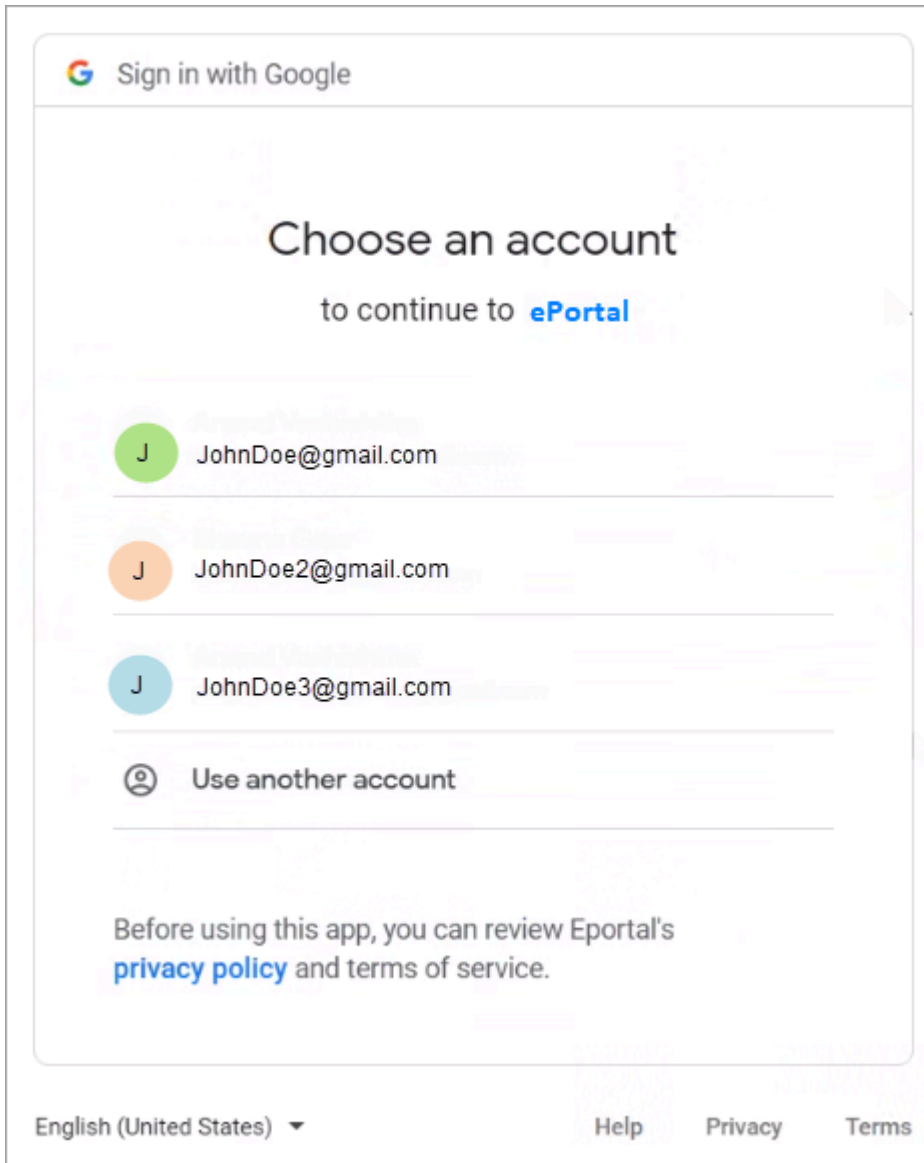 Sign in with Google
Choose an account
to continue to ePortal
J JohnDoe@gmail.com
J JohnDoe2@gmail.com
J JohnDoe3@gmail.com
Use another account
Before using this app, you can review Eportal's
privacy policy and terms of service.
English (United States) Help Privacy Terms